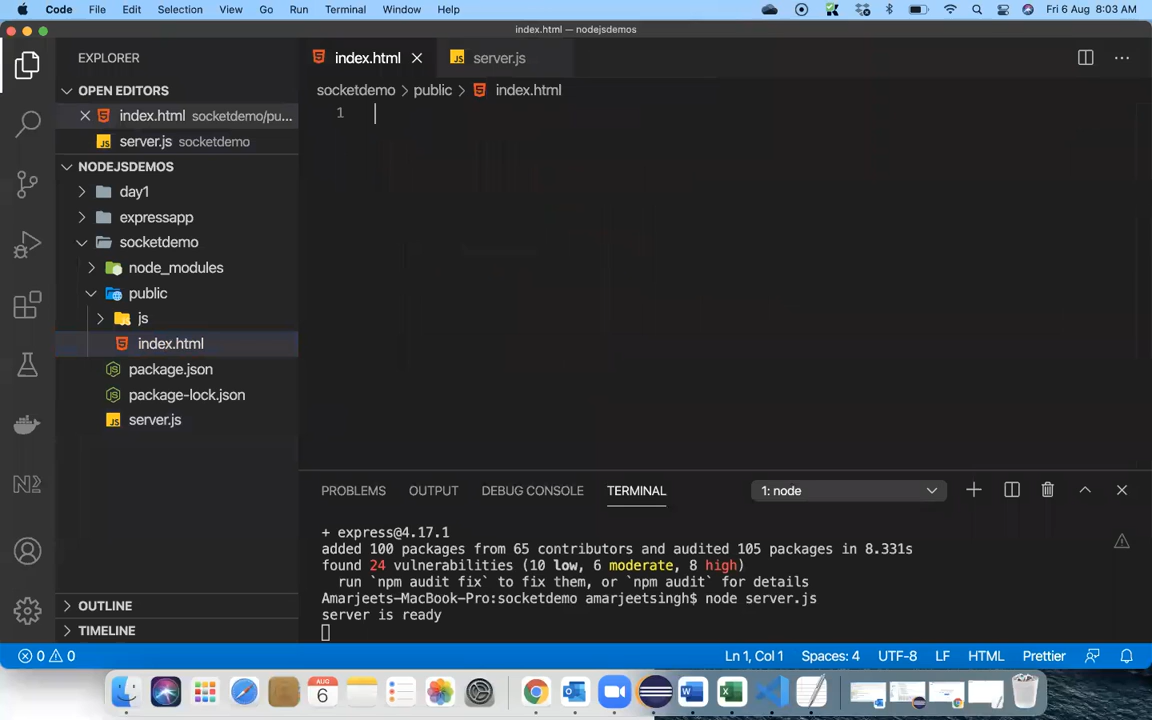 Code File Edit Selection View Go Run Terminal Window Help Fri 6 Aug 8:03 AM
index.html — nodejsdemos
EXPLORER
OPEN EDITORS
index.html socketdemo/pu...
server.js socketdemo
NODEJSDEMOS
day1
expressapp
socketdemo
node_modules
public
js
index.html
package.json
package-lock.json
server.js
OUTLINE
TIMELINE
index.html server.js
socketdemo > public > index.html
1
PROBLEMS OUTPUT DEBUG CONSOLE TERMINAL 1: node
+ express@4.17.1
added 100 packages from 65 contributors and audited 105 packages in 8.331s
found 24 vulnerabilities (10 low, 6 moderate, 8 high)
run `npm audit fix` to fix them, or `npm audit` for details
Amarjeets-MacBook-Pro:socketdemo amarjeetsingh$ node server.js
server is ready
0 0 Ln 1, Col 1 Spaces: 4 UTF-8 LF HTML Prettier
AUG
6